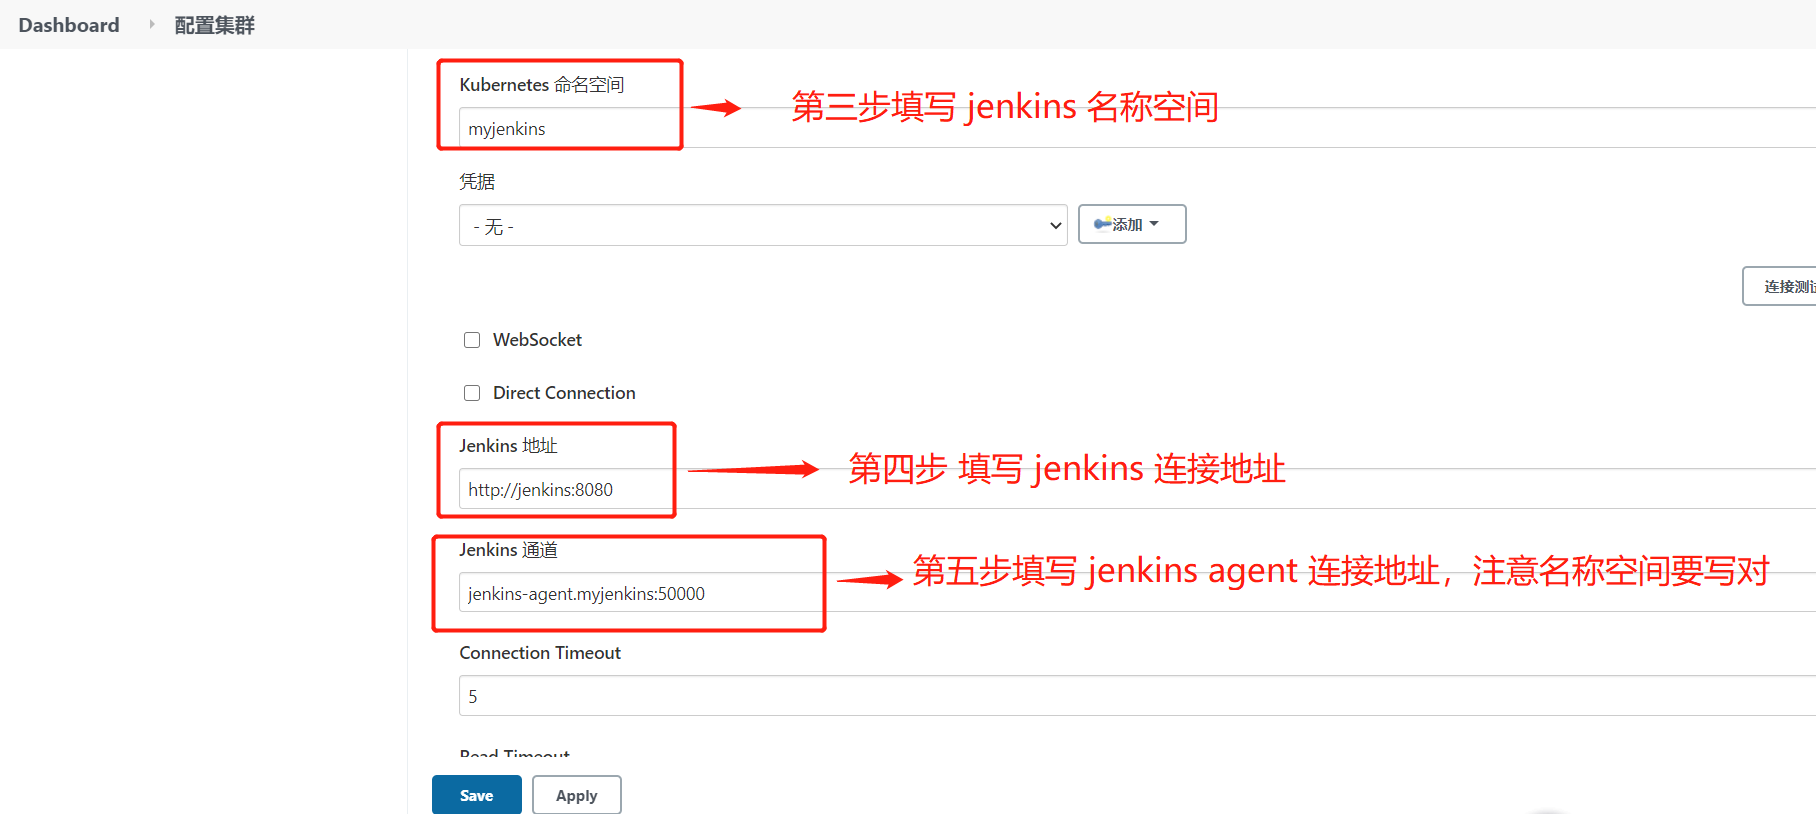 Dashboard 配置集群
Kubernetes 命名空间
第三步填写 jenkins 名称空间
myjenkins
凭据
- 无 -
添加
连接测试
WebSocket
Direct Connection
Jenkins 地址
第四步 填写 jenkins 连接地址
http://jenkins:8080
Jenkins 通道
第五步填写 jenkins agent 连接地址，注意名称空间要写对
jenkins-agent.myjenkins:50000
Connection Timeout
5
Read Timeout
Save
Apply